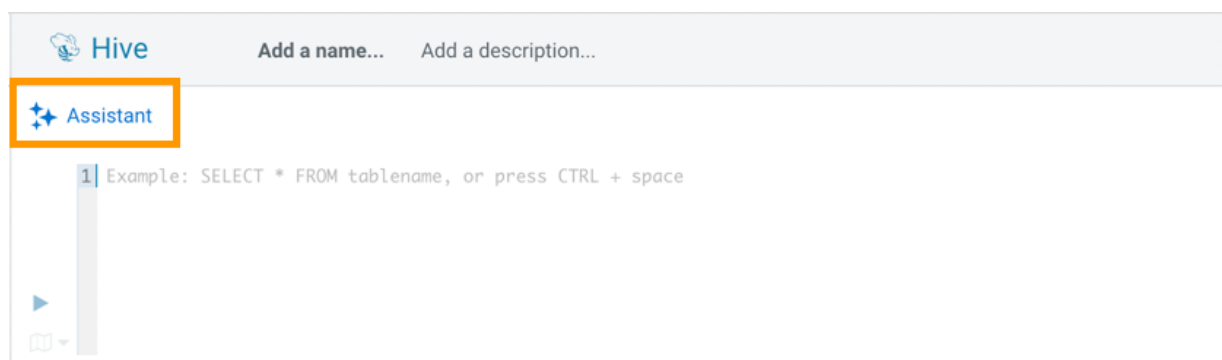 Hive Add a name... Add a description...
Assistant
1 Example: SELECT * FROM tablename, or press CTRL + space